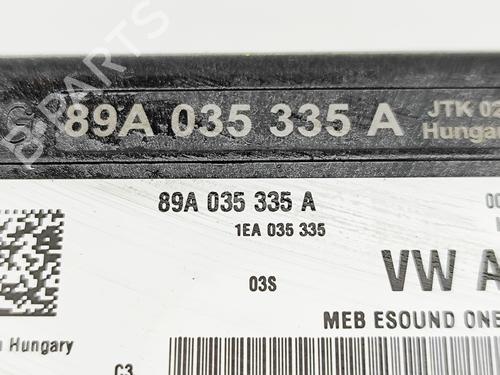 89A 035 335 A JTK 02
Hunga
89A 035 335 A
1EA 035 335
03S
VW A
MEB ESOUND ONE
Hungary
C3
B-PARTS